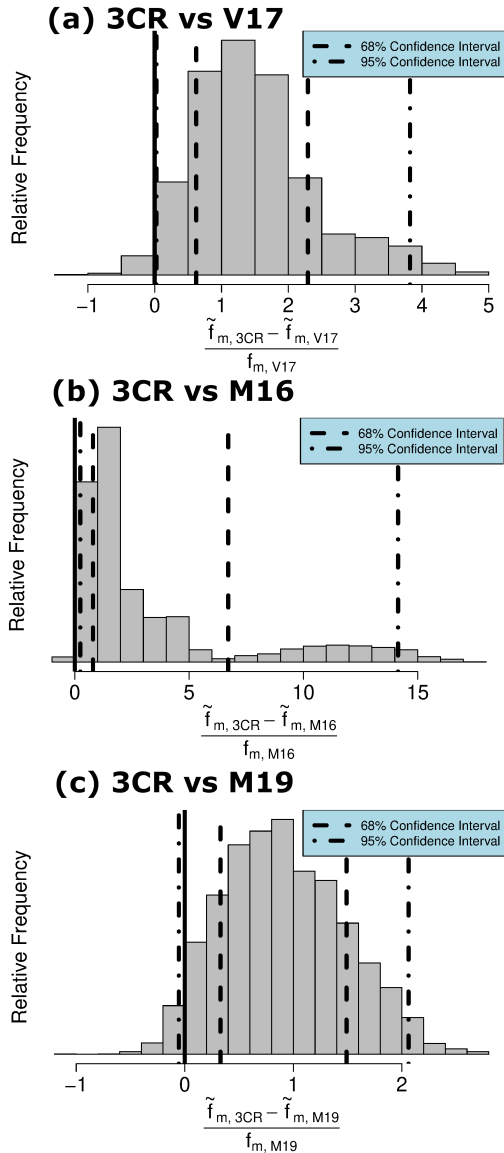 (a) 3CR vs V17
68% Confidence Interval
95% Confidence Interval
Relative Frequency
−1 0 1 2 3 4 5
f̃m, 3CR − f̃m, V17
fm, V17
(b) 3CR vs M16
68% Confidence Interval
95% Confidence Interval
Relative Frequency
0 5 10 15
f̃m, 3CR − f̃m, M16
fm, M16
(c) 3CR vs M19
68% Confidence Interval
95% Confidence Interval
Relative Frequency
−1 0 1 2
f̃m, 3CR − f̃m, M19
fm, M19